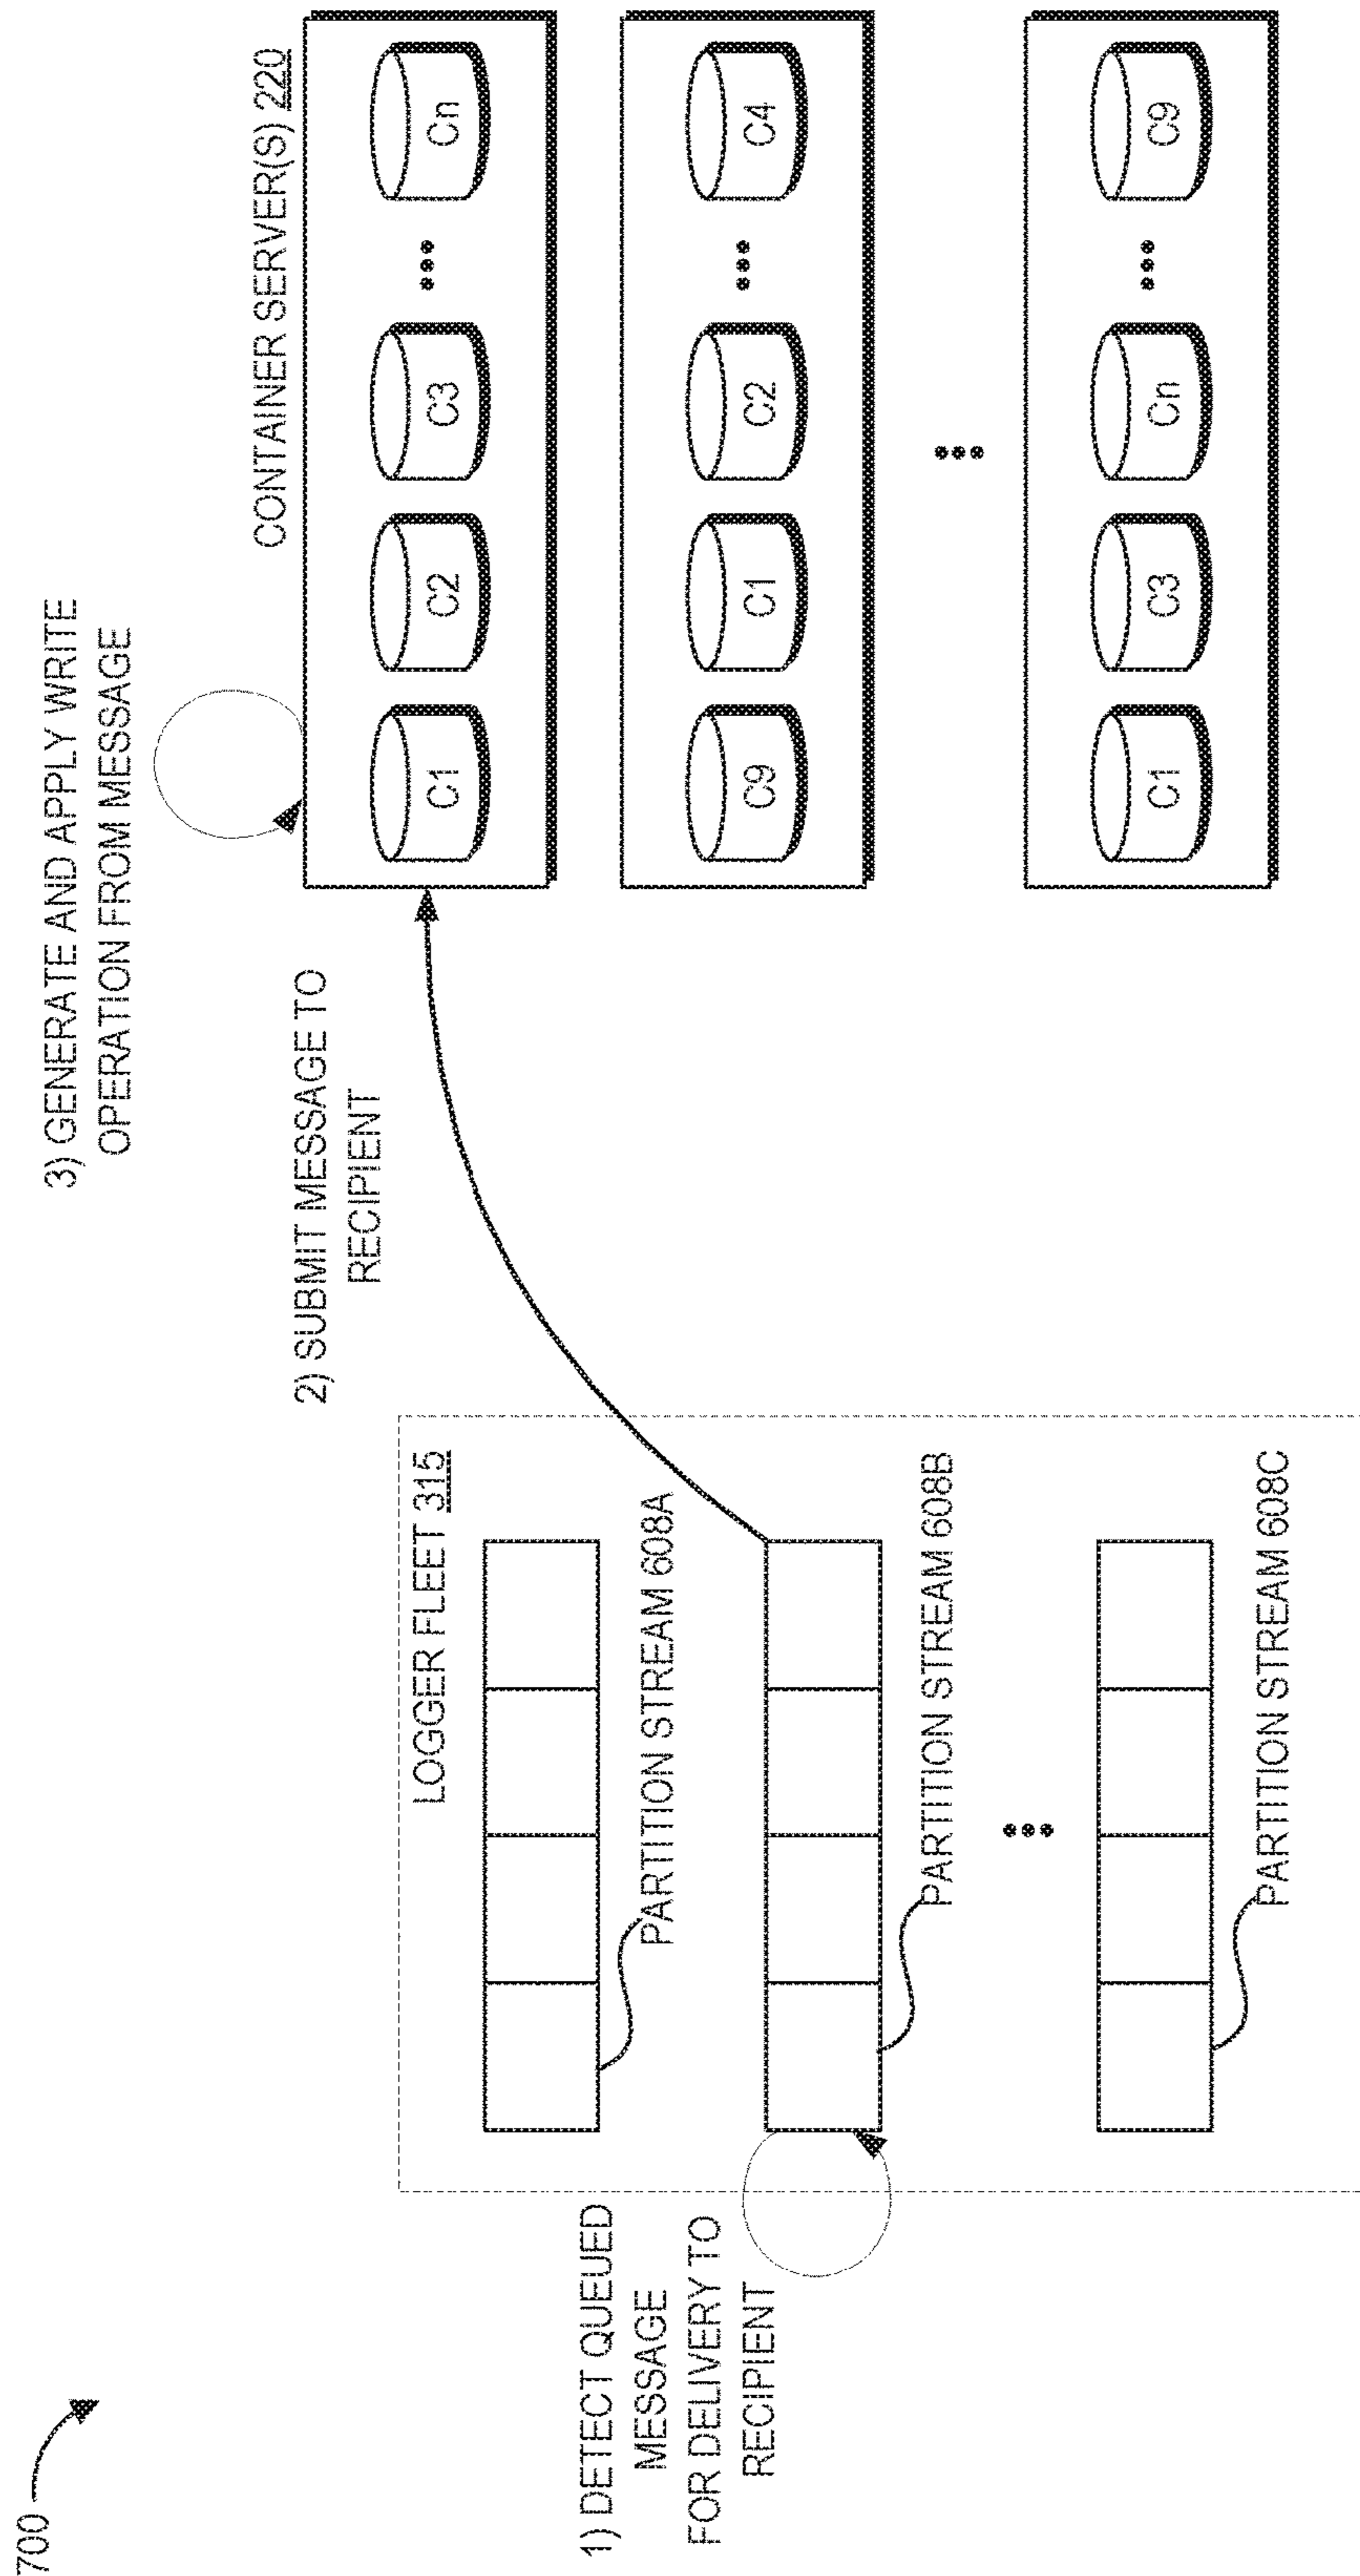 700
3) GENERATE AND APPLY WRITE
OPERATION FROM MESSAGE
CONTAINER SERVER(S) 220
2) SUBMIT MESSAGE TO
RECIPIENT
C1
C2
C3
•••
Cn
LOGGER FLEET 315
PARTITION STREAM 608A
1) DETECT QUEUED
MESSAGE
FOR DELIVERY TO
RECIPIENT
C9
C1
C2
•••
C4
PARTITION STREAM 608B
•••
•••
C1
C3
Cn
•••
C9
PARTITION STREAM 608C